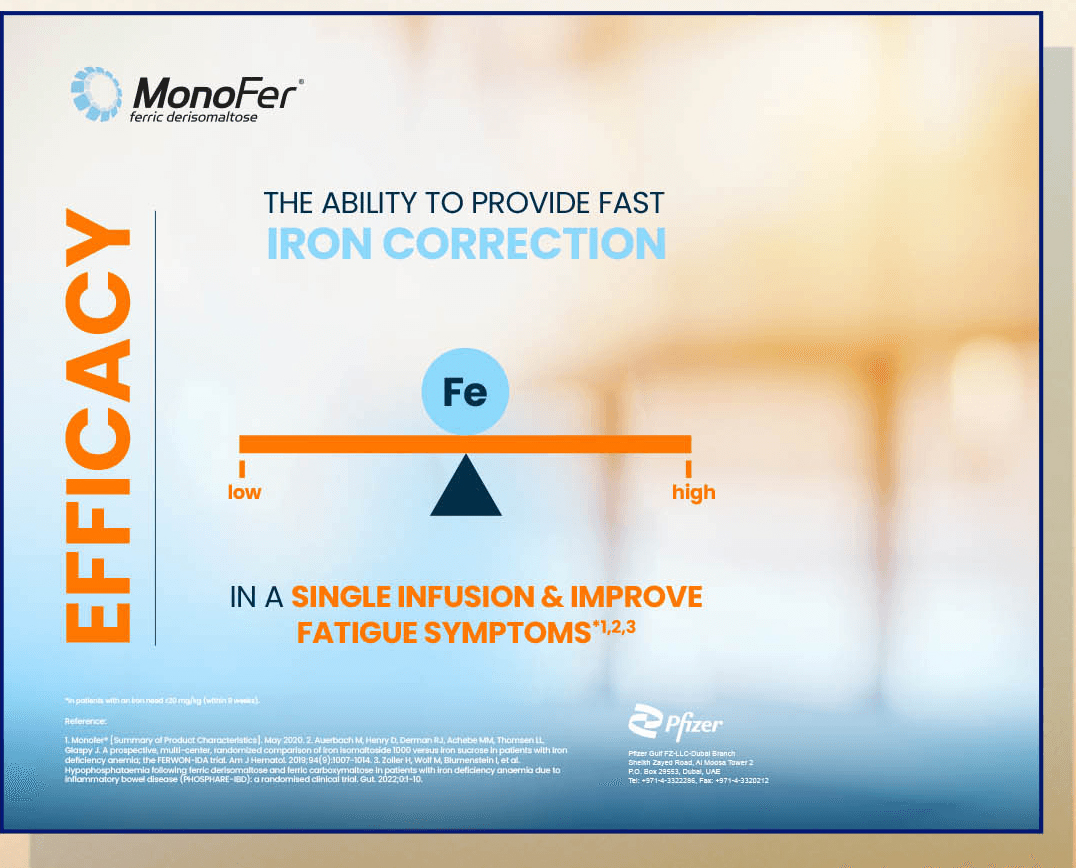 MonoFer®
ferric derisomaltose
EFFICACY
THE ABILITY TO PROVIDE FAST
IRON CORRECTION
Fe
low
high
IN A SINGLE INFUSION & IMPROVE
FATIGUE SYMPTOMS*1,2,3
*In patients with an iron need ≤20 mg/kg (within 8 weeks).
Reference:
1. Monofer® [Summary of Product Characteristics]. May 2020. 2. Auerbach M, Henry D, Derman RJ, Achebe MM, Thomsen LL,
Glaspy J. A prospective, multi-center, randomized comparison of iron isomaltoside 1000 versus iron sucrose in patients with iron
deficiency anemia; the FERWON-IDA trial. Am J Hematol. 2019;94(9):1007-1014. 3. Zoller H, Wolf M, Blumenstein I, et al.
Hypophosphataemia following ferric derisomaltose and ferric carboxymaltose in patients with iron deficiency anaemia due to
inflammatory bowel disease (PHOSPHARE-IBD): a randomised clinical trial. Gut. 2022;0:1-10.
Pfizer
Pfizer Gulf FZ-LLC-Dubai Branch
Sheikh Zayed Road, Al Moosa Tower 2
P.O. Box 29553, Dubai, UAE
Tel: +971-4-3322286, Fax: +971-4-3320212